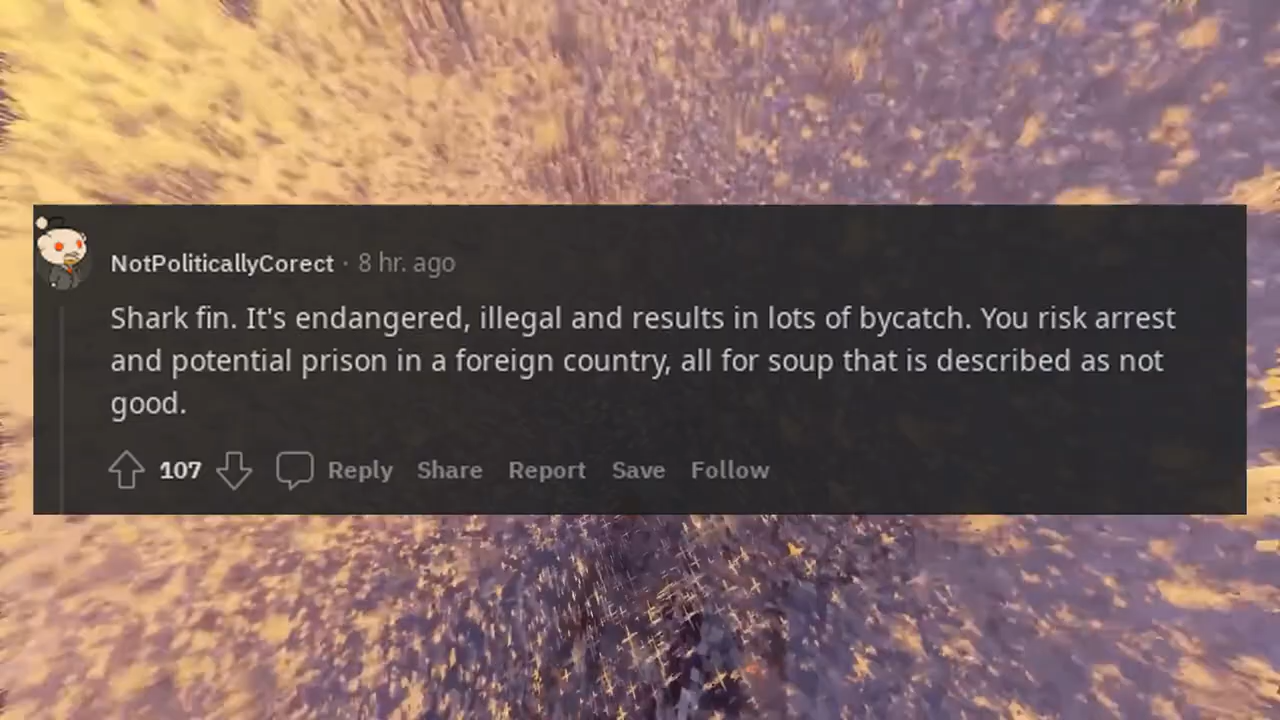 NotPoliticallyCorect · 8 hr. ago
Shark fin. It's endangered, illegal and results in lots of bycatch. You risk arrest
and potential prison in a foreign country, all for soup that is described as not
good.
107 Reply Share Report Save Follow